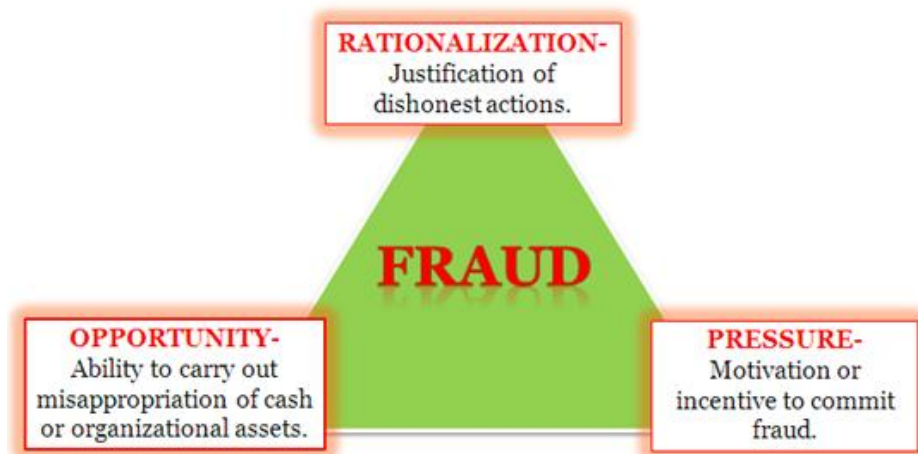 RATIONALIZATION-
Justification of
dishonest actions.
FRAUD
OPPORTUNITY-
Ability to carry out
misappropriation of cash
or organizational assets.
PRESSURE-
Motivation or
incentive to commit
fraud.